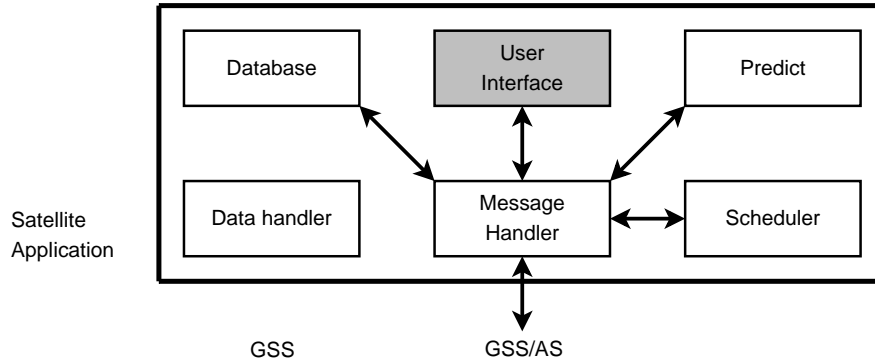 Database
User
Interface
Predict
Satellite
Application
Data handler
Message
Handler
Scheduler
GSS
GSS/AS